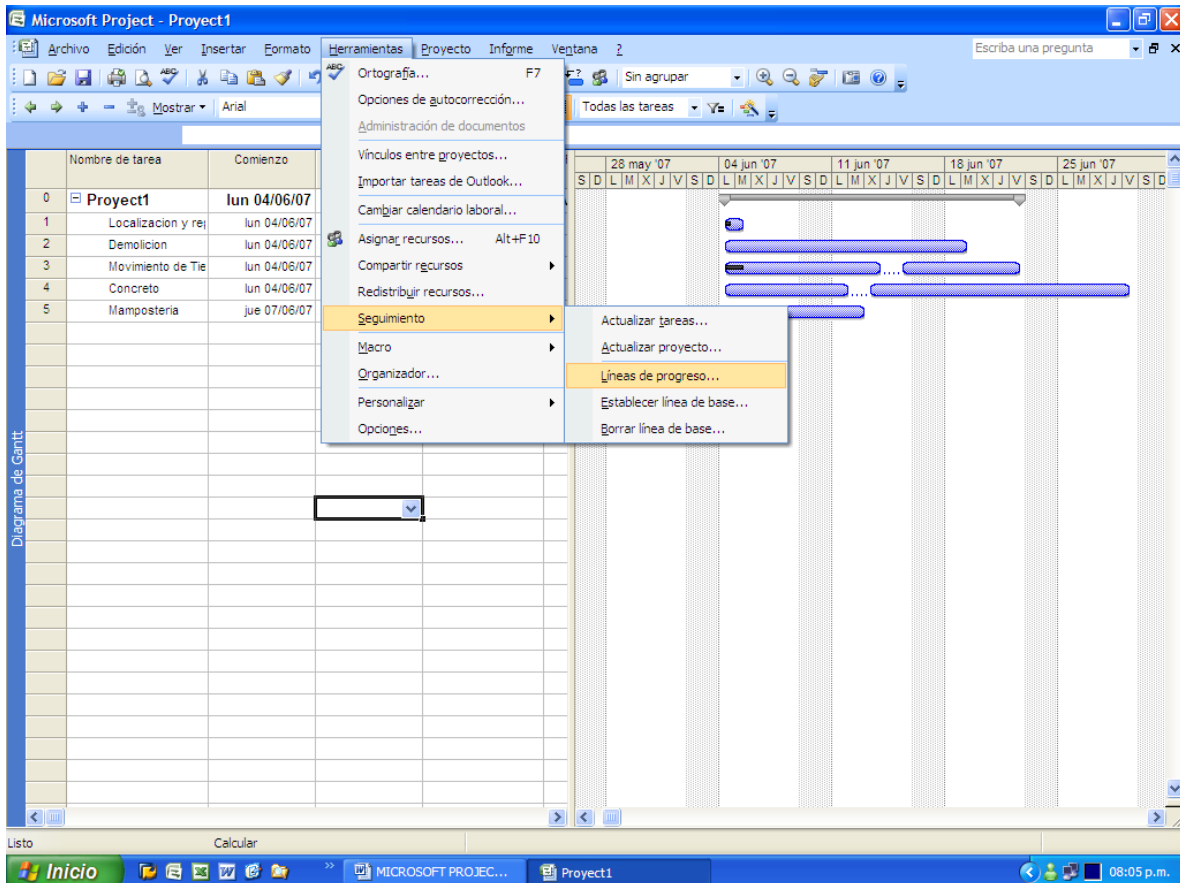 Microsoft Project - Proyect1
Archivo Edición Ver Insertar Formato Herramientas Proyecto Informe Ventana ? Escriba una pregunta
Sin agrupar
Mostrar Arial Todas las tareas
Ortografía... F7
Opciones de autocorrección...
Administración de documentos
Vínculos entre proyectos...
Importar tareas de Outlook...
Cambiar calendario laboral...
Asignar recursos... Alt+F10
Compartir recursos
Redistribuir recursos...
Seguimiento
Macro
Organizador...
Personalizar
Opciones...
Actualizar tareas...
Actualizar proyecto...
Líneas de progreso...
Establecer línea de base...
Borrar línea de base...
Nombre de tarea Comienzo
28 may '07 04 jun '07 11 jun '07 18 jun '07 25 jun '07
S D L M X J V S D L M X J V S D L M X J V S D L M X J V S D L M X J V S D
0 Proyect1 lun 04/06/07
1 Localizacion y rep lun 04/06/07
2 Demolicion lun 04/06/07
3 Movimiento de Tie lun 04/06/07
4 Concreto lun 04/06/07
5 Mamposteria jue 07/06/07
Diagrama de Gantt
Listo Calcular
Inicio MICROSOFT PROJEC... Proyect1 08:05 p.m.